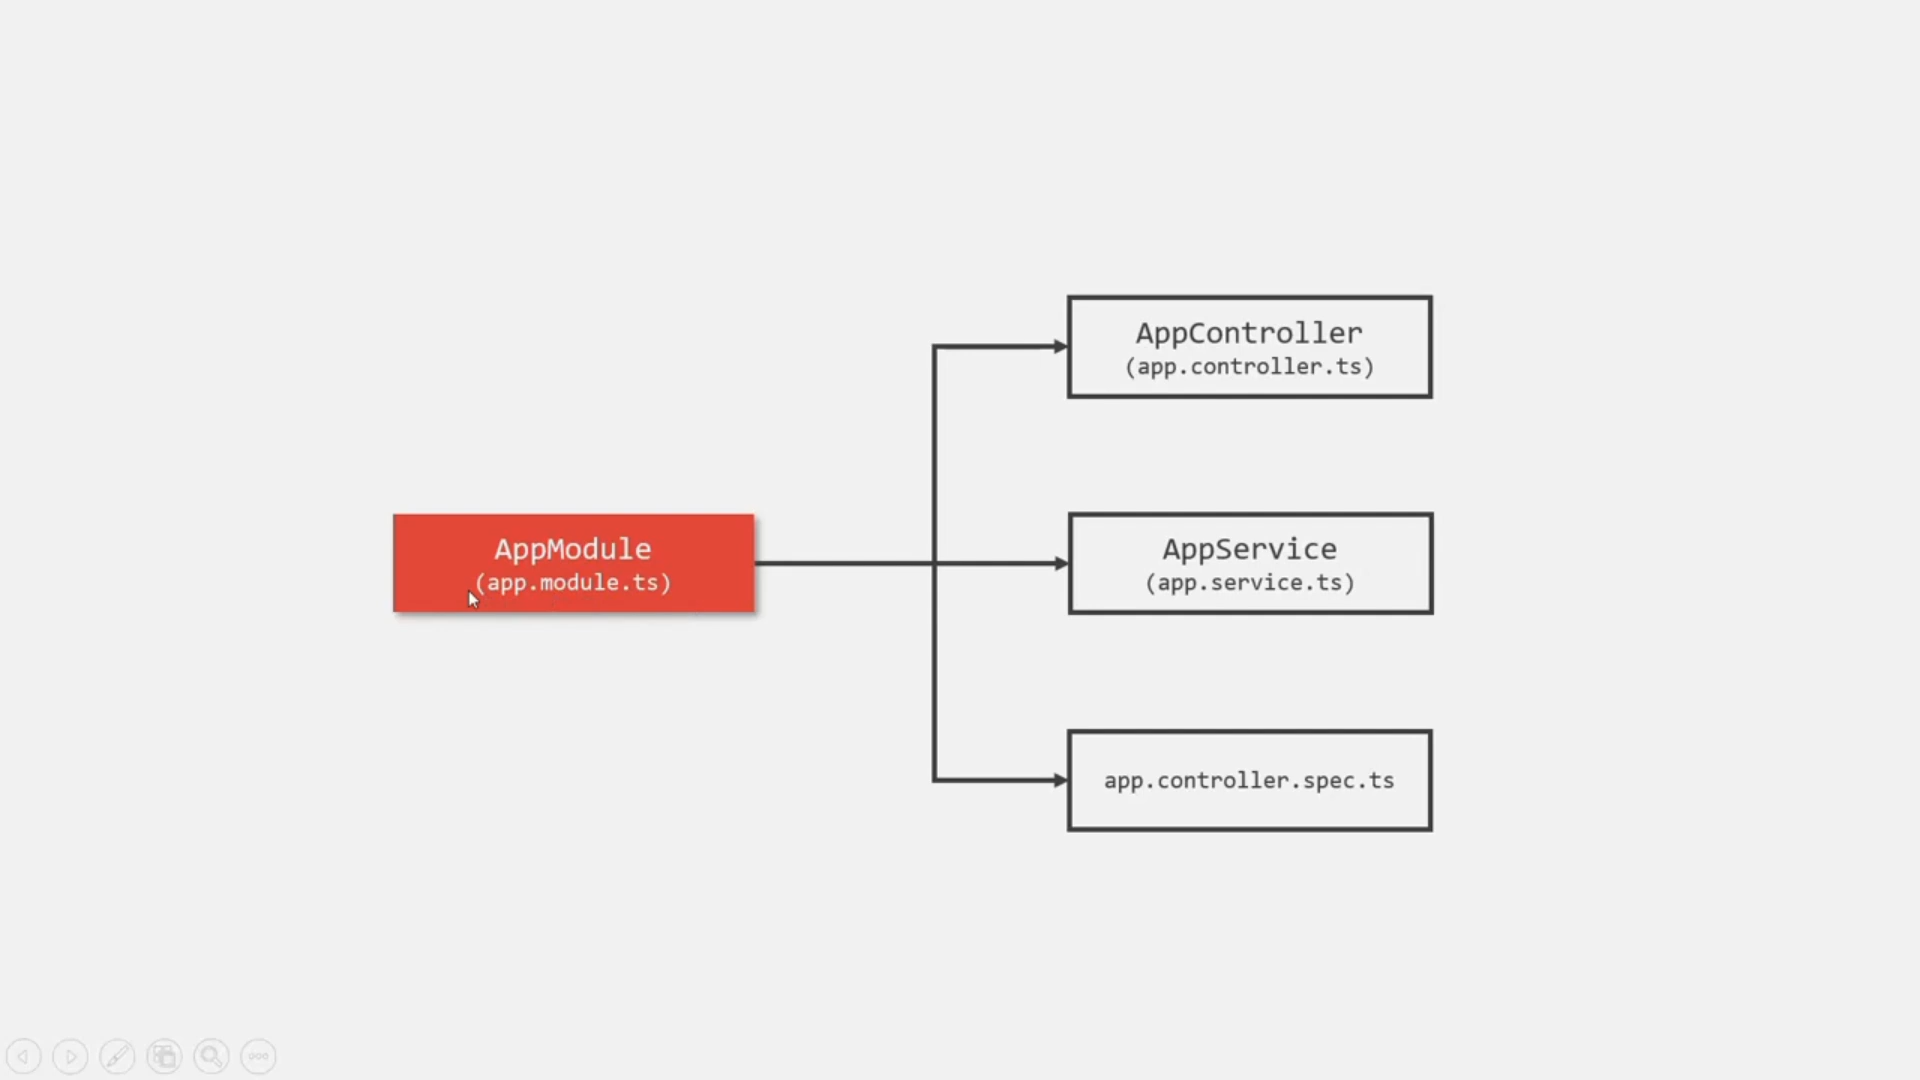 AppController
(app.controller.ts)
AppModule
(app.module.ts)
AppService
(app.service.ts)
app.controller.spec.ts